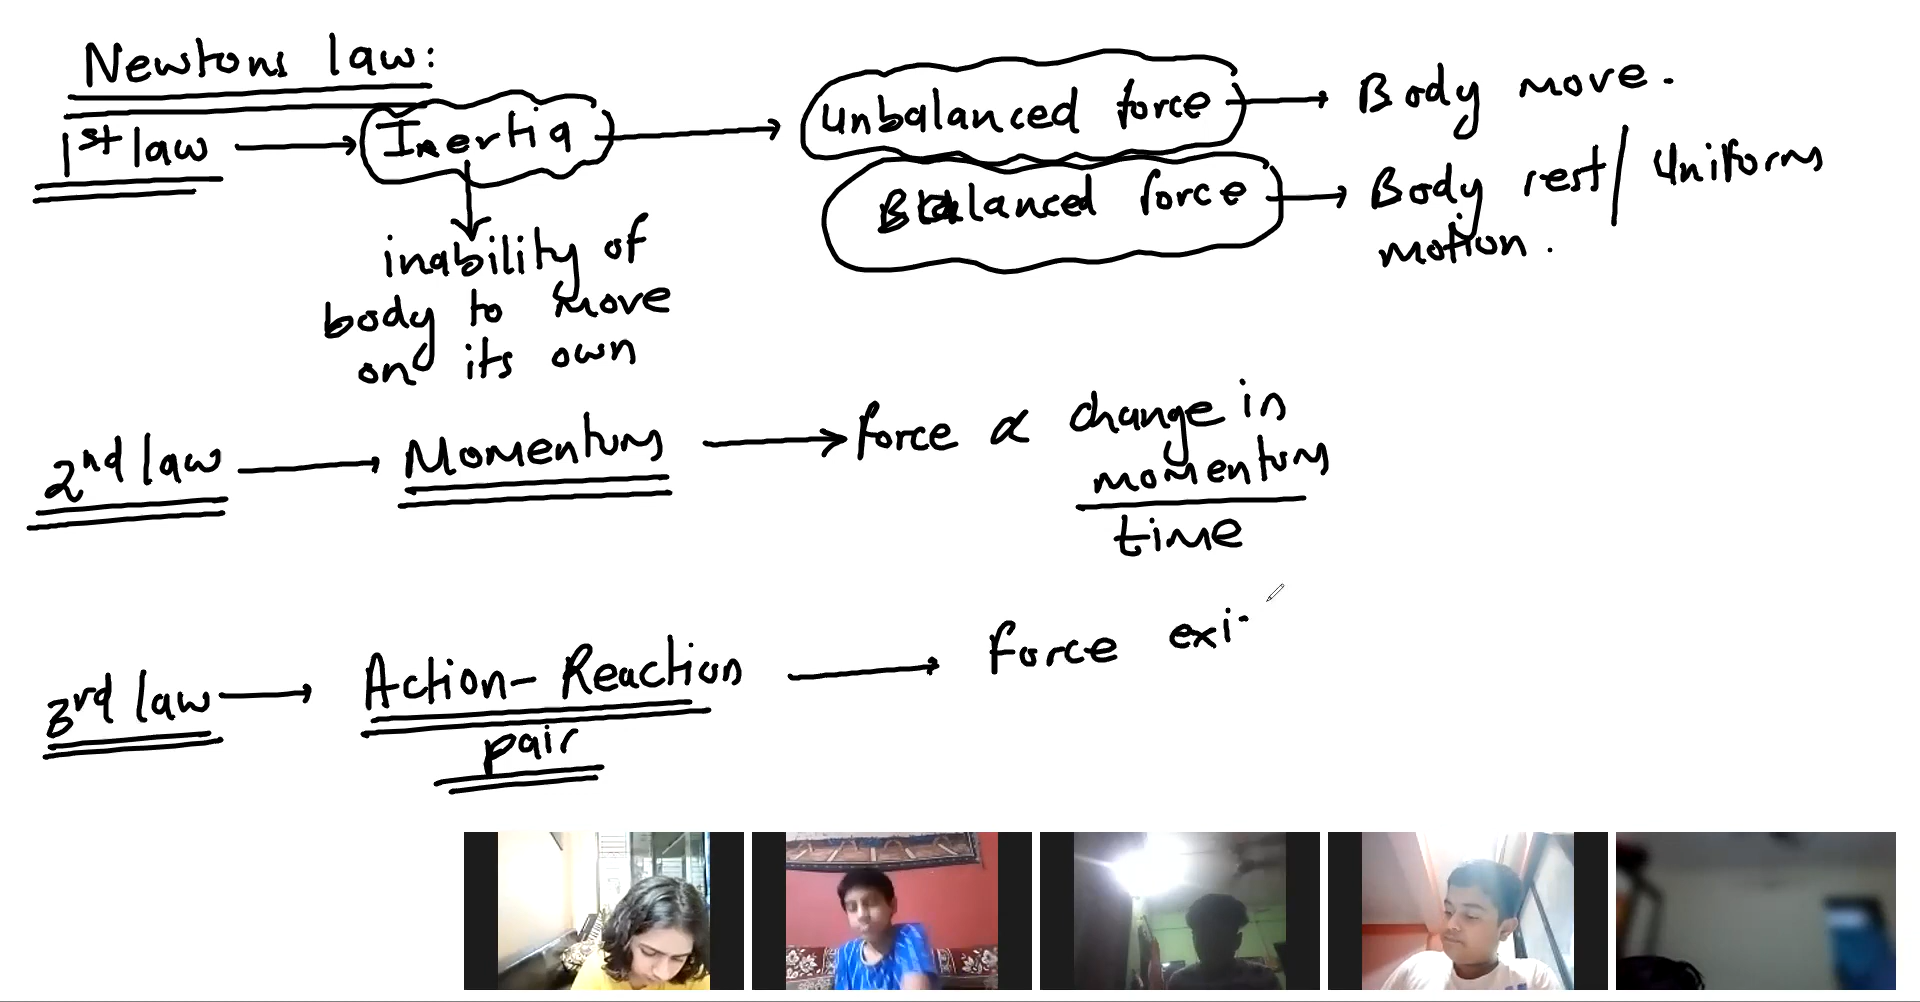 Newtons law:
1st law → Inertia → Unbalanced force → Body move.
Balanced force → Body rest/Uniform
motion.
inability of
body to move
on its own
2nd law → Momentum → force ∝ change in
momentum
time
3rd law → Action-Reaction → force exi
pair